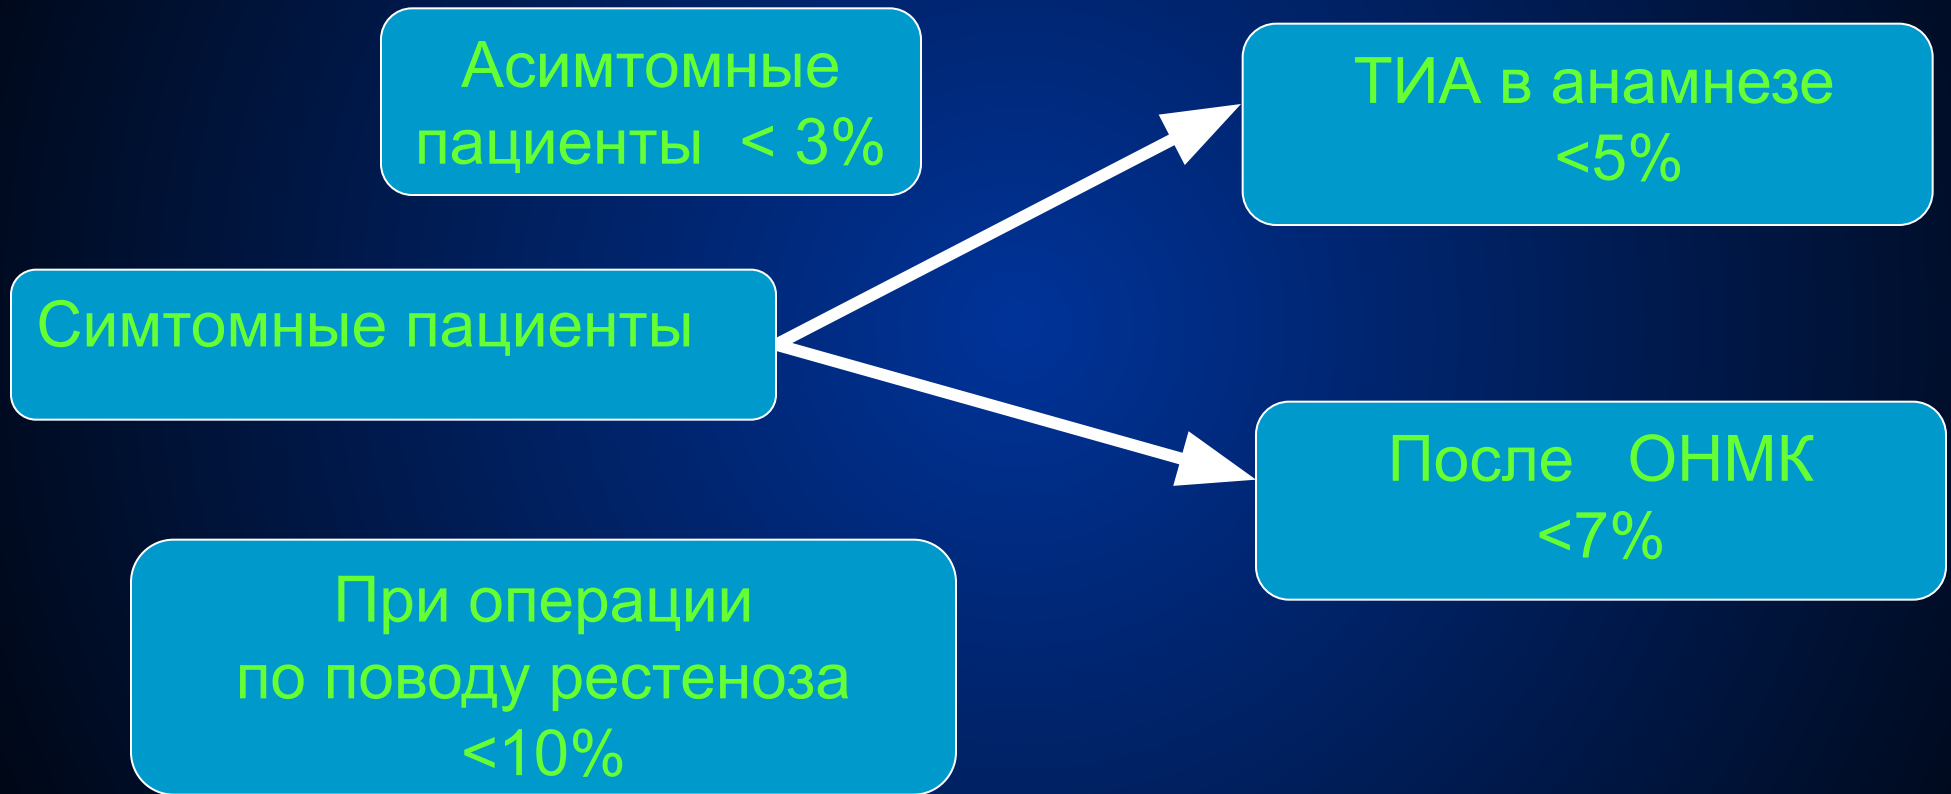 Асимтомные
пациенты < 3%
ТИА в анамнезе
<5%
Симтомные пациенты
После ОНМК
<7%
При операции
по поводу рестеноза
<10%